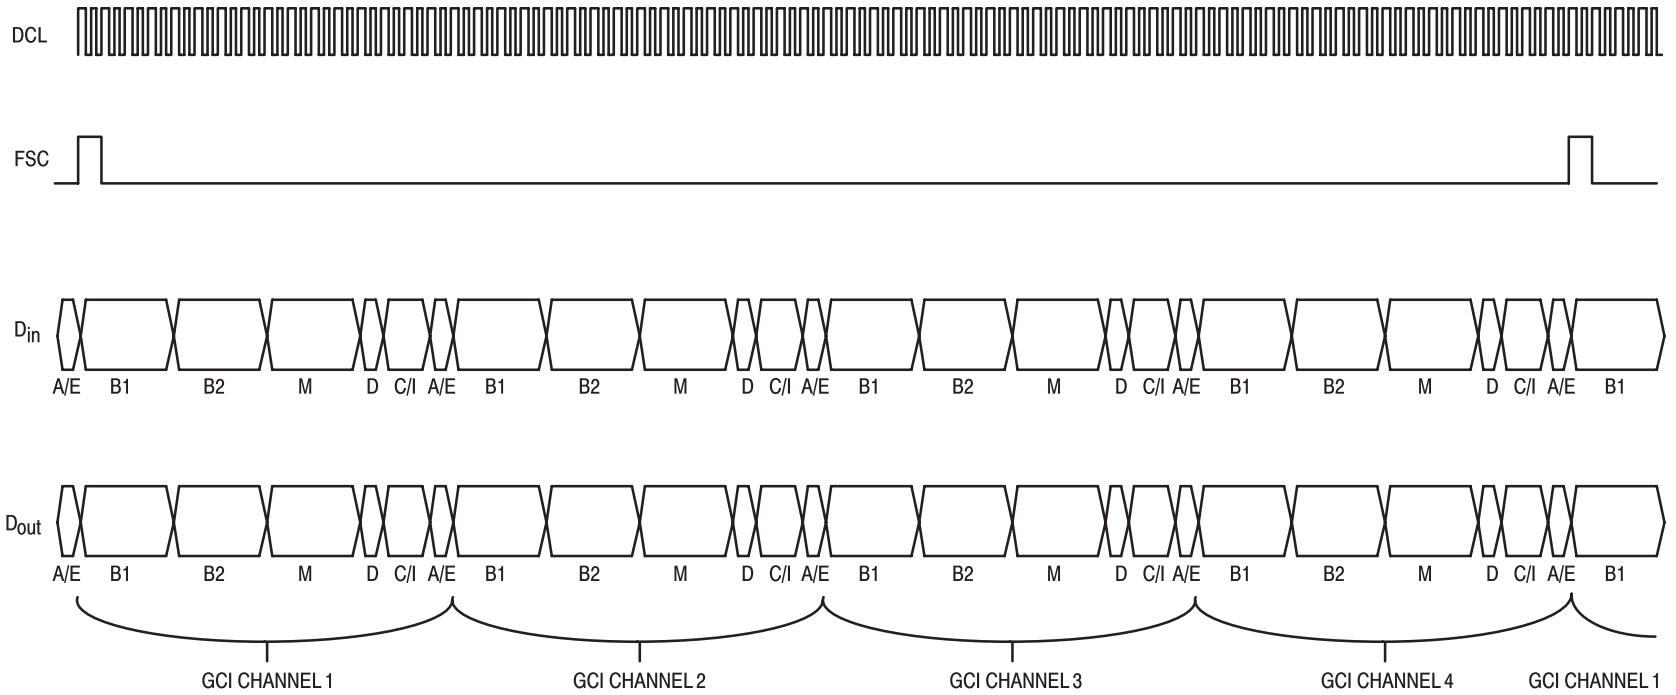 DCL
FSC
Din
A/E B1 B2 M D C/I A/E B1 B2 M D C/I A/E B1 B2 M D C/I A/E B1 B2 M D C/I A/E B1
Dout
A/E B1 B2 M D C/I A/E B1 B2 M D C/I A/E B1 B2 M D C/I A/E B1 B2 M D C/I A/E B1
GCI CHANNEL 1 GCI CHANNEL 2 GCI CHANNEL 3 GCI CHANNEL 4 GCI CHANNEL 1